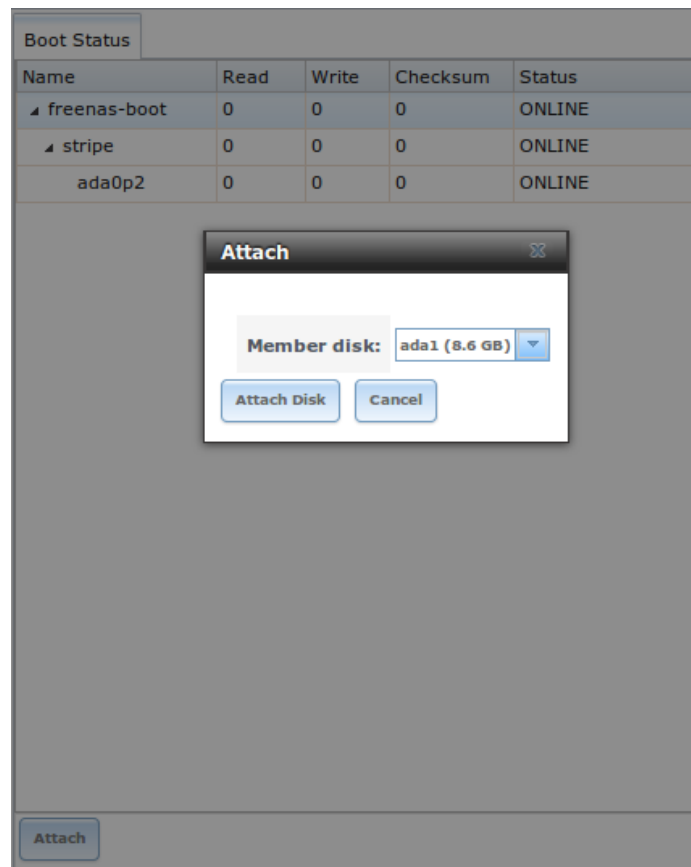 Boot Status
Name Read Write Checksum Status
freenas-boot 0 0 0 ONLINE
stripe 0 0 0 ONLINE
ada0p2 0 0 0 ONLINE
Attach
Member disk: ada1 (8.6 GB)
Attach Disk Cancel
Attach